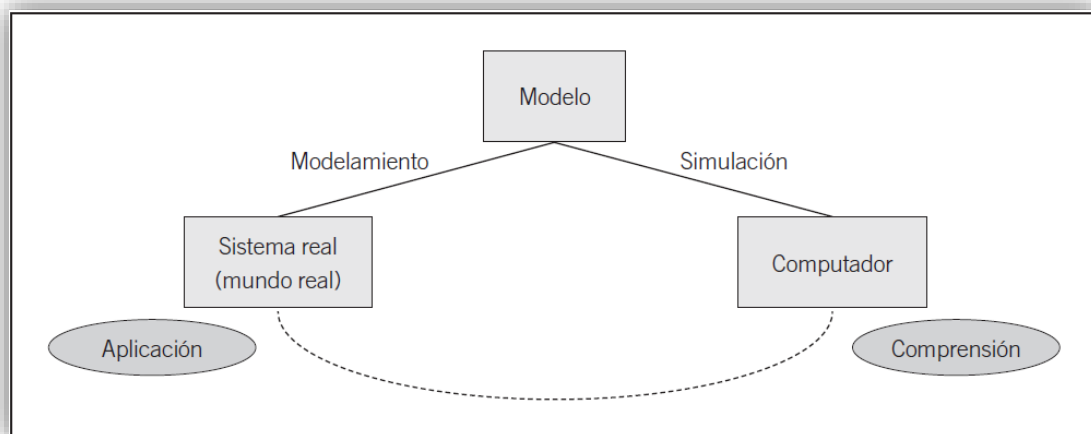 Modelo
Modelamiento
Simulación
Sistema real
(mundo real)
Computador
Aplicación
Comprensión